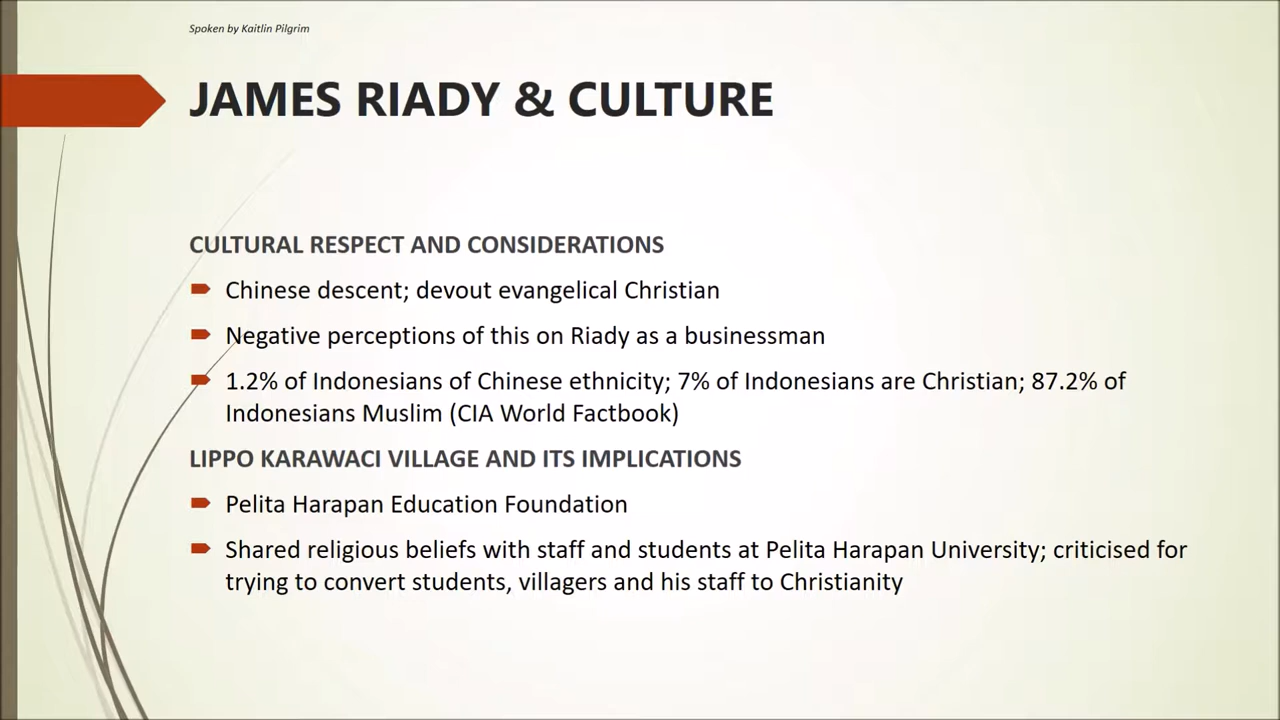 Spoken by Kaitlin Pilgrim
JAMES RIADY & CULTURE
CULTURAL RESPECT AND CONSIDERATIONS
Chinese descent; devout evangelical Christian
Negative perceptions of this on Riady as a businessman
1.2% of Indonesians of Chinese ethnicity; 7% of Indonesians are Christian; 87.2% of
Indonesians Muslim (CIA World Factbook)
LIPPO KARAWACI VILLAGE AND ITS IMPLICATIONS
Pelita Harapan Education Foundation
Shared religious beliefs with staff and students at Pelita Harapan University; criticised for
trying to convert students, villagers and his staff to Christianity